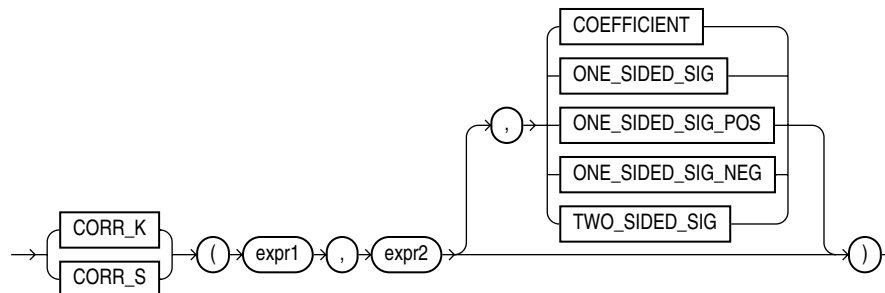 COEFFICIENT
ONE_SIDED_SIG
, ONE_SIDED_SIG_POS
ONE_SIDED_SIG_NEG
TWO_SIDED_SIG
CORR_K
CORR_S
( expr1 , expr2 )